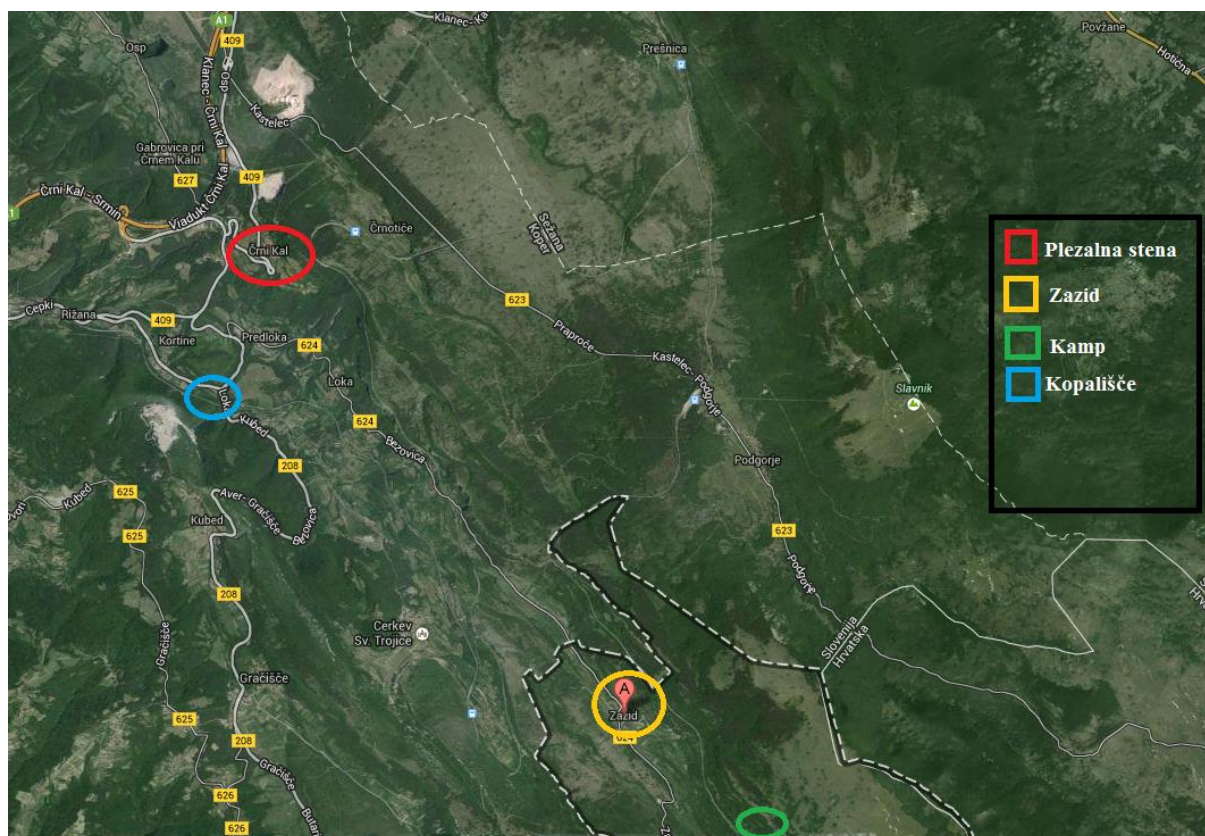 A1
409
Klanec - Ka
Povžane
Hotična
Osp
Prešnica
Klanec - Črni Kal
Osp
Kastelec
Gabrovica pri
Črnem Kalu
627
409
Črni Kal - Srmin
Viadukt Črni Kal
1
Črni Kal
Črnotiče
Sežana
Koper
Plezalna stena
Zazid
Kamp
Kopališče
623
Praproče
Kastelec - Podgorje
Čepki
Rižana
409
Kortine
Predloka
624
Loka
Loka
Kubed
624
Bezovica
208
Slavnik
Podgorje
623
Podgorje
625
Kubed
Dvori
Aver - Gračišče
Bezovica
Kubed
625
208
Gračišče
Cerkev
Sv. Trojice
Slovenija
Hrvatska
Gračišče
625
208
Gračišče
A
Zazid
624
626
626